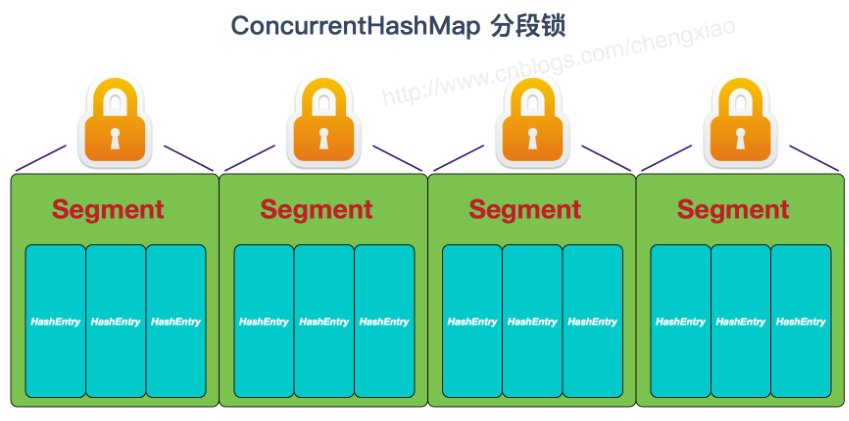 ConcurrentHashMap 分段锁
http://www.cnblogs.com/chengxiao
Segment Segment Segment Segment
HashEntry HashEntry HashEntry HashEntry HashEntry HashEntry HashEntry HashEntry HashEntry HashEntry HashEntry HashEntry